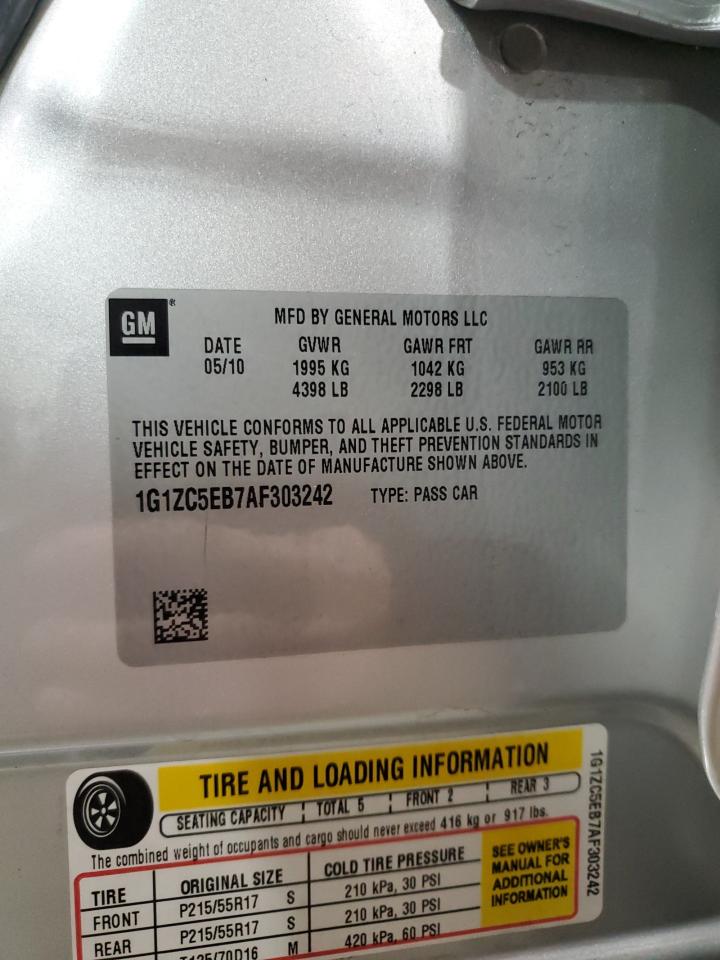 GM ®
MFD BY GENERAL MOTORS LLC
DATE GVWR GAWR FRT GAWR RR
05/10 1995 KG 1042 KG 953 KG
4398 LB 2298 LB 2100 LB
THIS VEHICLE CONFORMS TO ALL APPLICABLE U.S. FEDERAL MOTOR
VEHICLE SAFETY, BUMPER, AND THEFT PREVENTION STANDARDS IN
EFFECT ON THE DATE OF MANUFACTURE SHOWN ABOVE.
1G1ZC5EB7AF303242 TYPE: PASS CAR
TIRE AND LOADING INFORMATION
SEATING CAPACITY TOTAL 5 FRONT 2 REAR 3
The combined weight of occupants and cargo should never exceed 416 kg or 917 lbs.
TIRE ORIGINAL SIZE COLD TIRE PRESSURE
FRONT P215/55R17 S 210 kPa, 30 PSI
REAR P215/55R17 S 210 kPa, 30 PSI
T125/70D16 M 420 kPa, 60 PSI
SEE OWNER'S
MANUAL FOR
ADDITIONAL
INFORMATION
1G1ZC5EB7AF303242